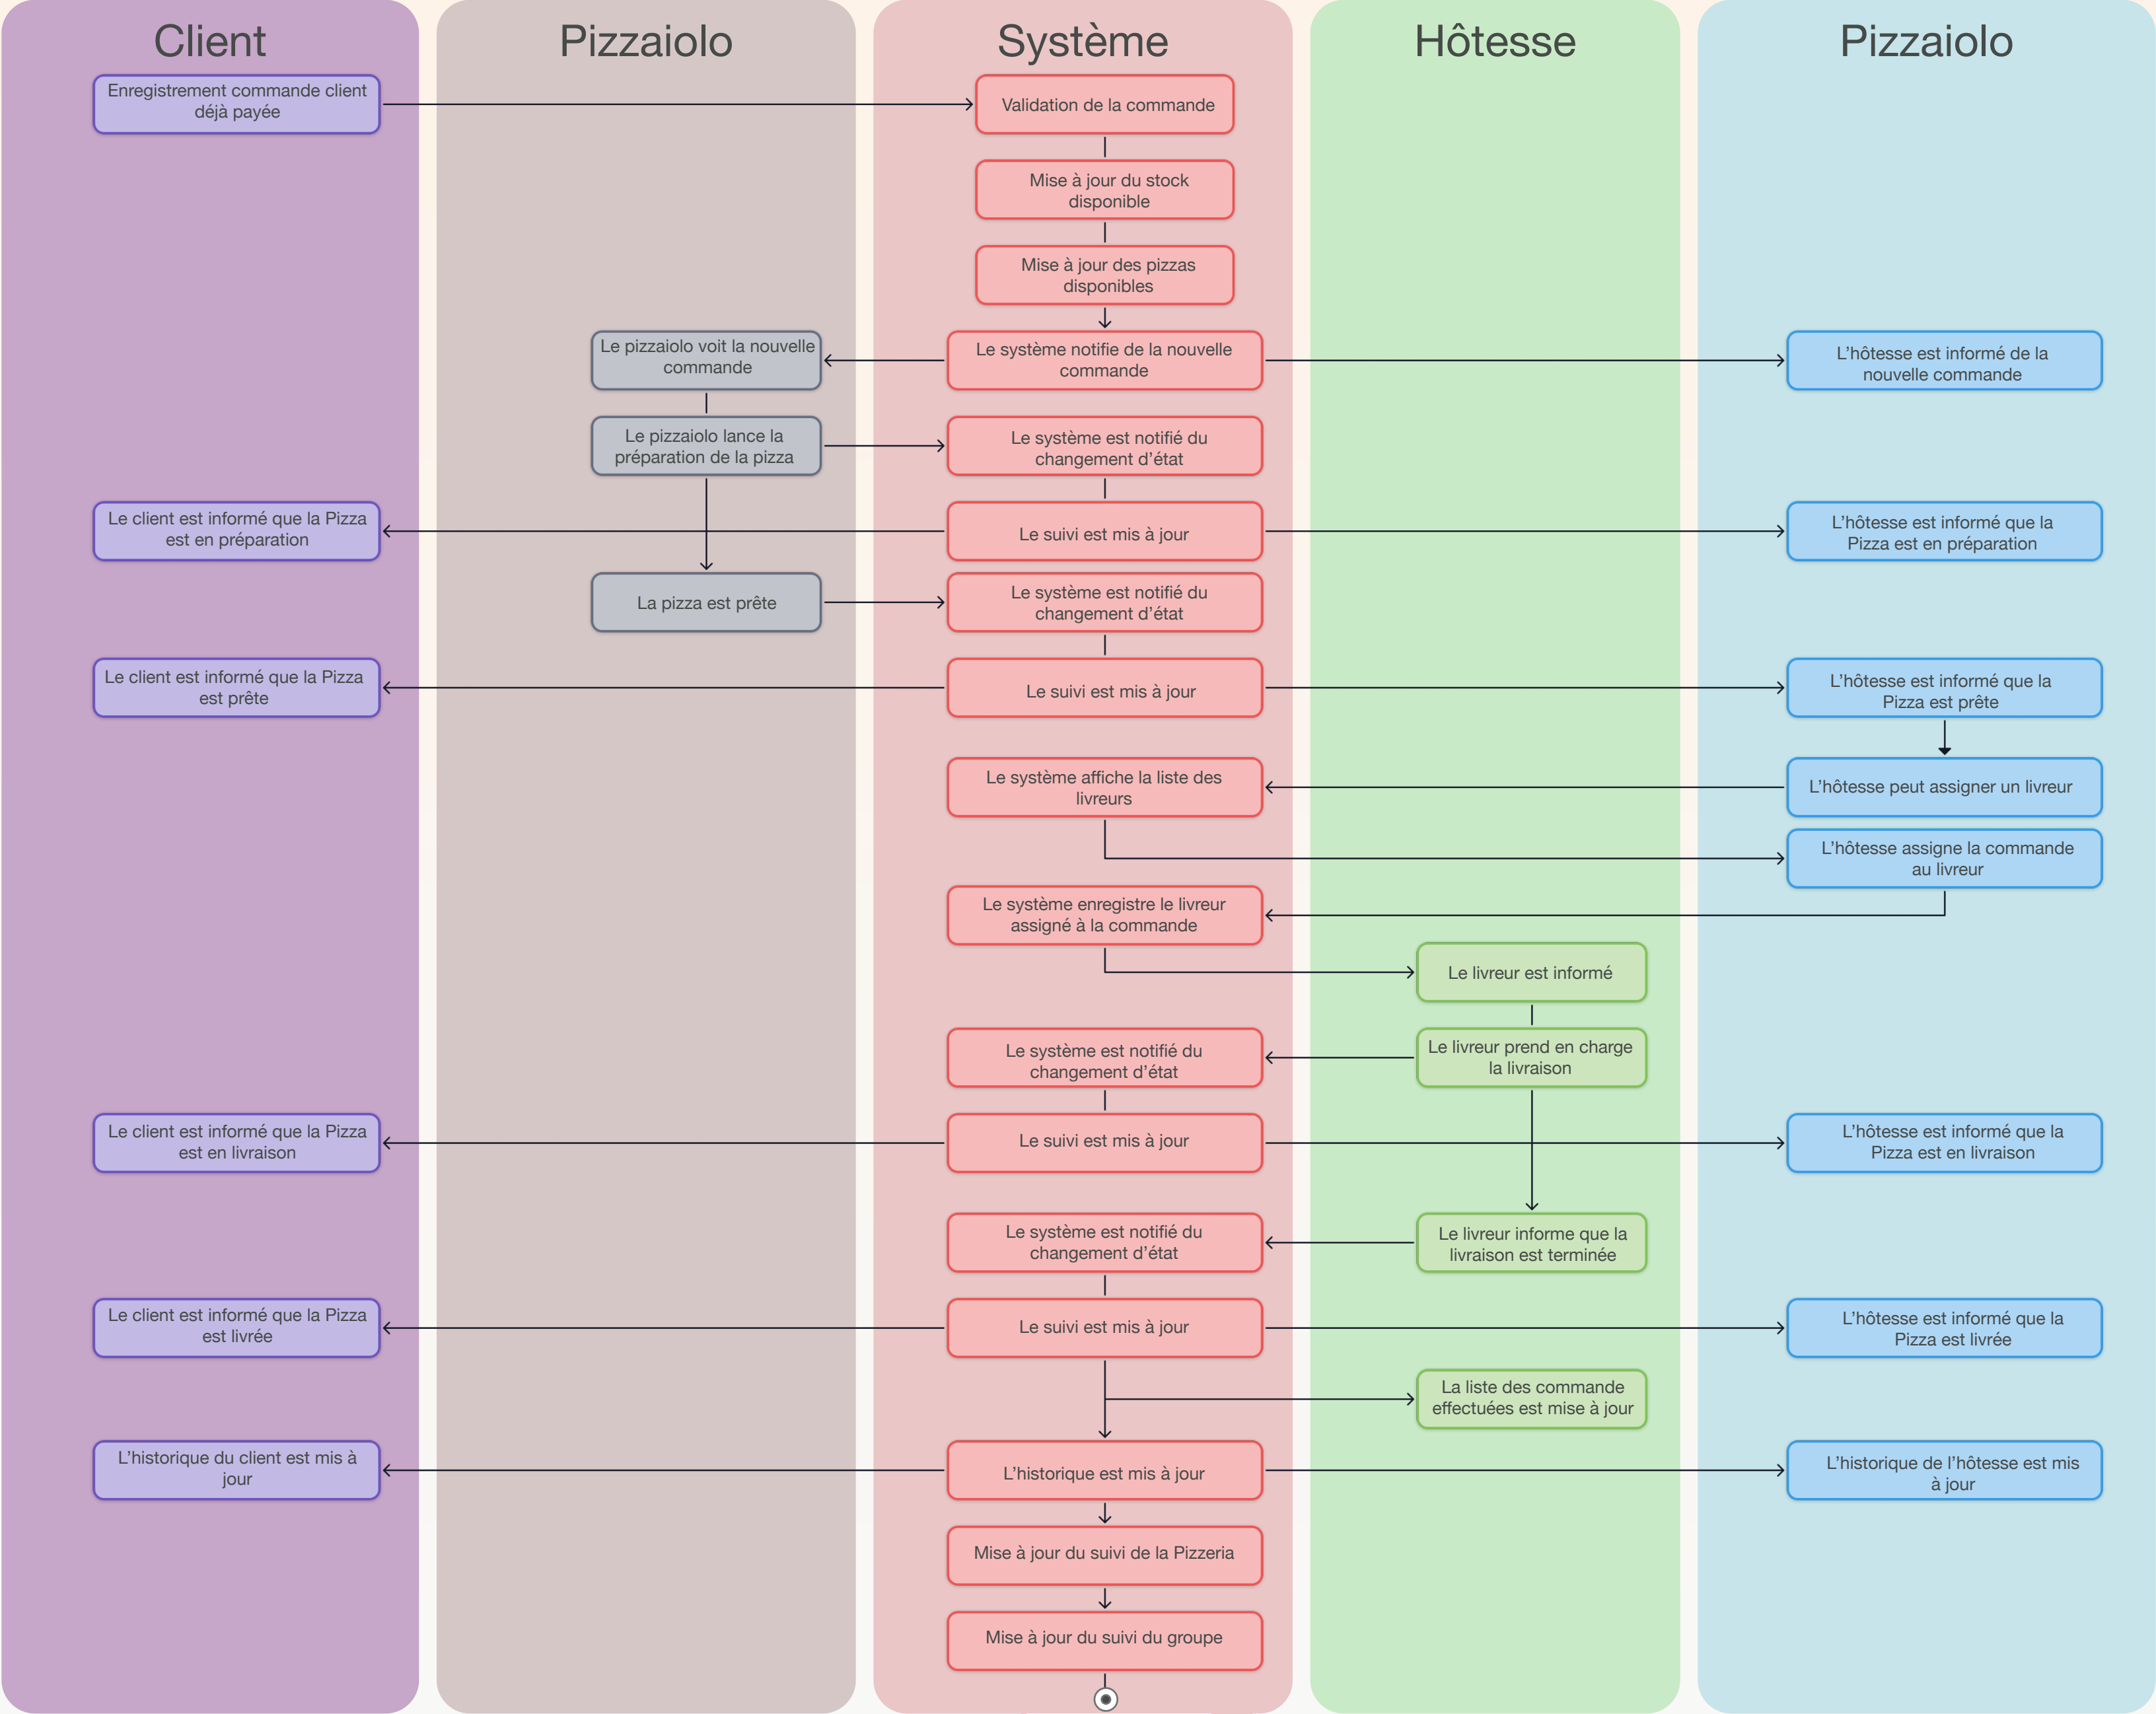 Client
Pizzaiolo
Système
Hôtesse
Pizzaiolo
Enregistrement commande client
déjà payée
Validation de la commande
Mise à jour du stock
disponible
Mise à jour des pizzas
disponibles
Le pizzaiolo voit la nouvelle
commande
Le système notifie de la nouvelle
commande
L'hôtesse est informé de la
nouvelle commande
Le pizzaiolo lance la
préparation de la pizza
Le système est notifié du
changement d'état
Le client est informé que la Pizza
est en préparation
Le suivi est mis à jour
L'hôtesse est informé que la
Pizza est en préparation
La pizza est prête
Le système est notifié du
changement d'état
Le client est informé que la Pizza
est prête
Le suivi est mis à jour
L'hôtesse est informé que la
Pizza est prête
Le système affiche la liste des
livreurs
L'hôtesse peut assigner un livreur
L'hôtesse assigne la commande
au livreur
Le système enregistre le livreur
assigné à la commande
Le livreur est informé
Le système est notifié du
changement d'état
Le livreur prend en charge
la livraison
Le client est informé que la Pizza
est en livraison
Le suivi est mis à jour
L'hôtesse est informé que la
Pizza est en livraison
Le système est notifié du
changement d'état
Le livreur informe que la
livraison est terminée
Le client est informé que la Pizza
est livrée
Le suivi est mis à jour
L'hôtesse est informé que la
Pizza est livrée
La liste des commande
effectuées est mise à jour
L'historique du client est mis à
jour
L'historique est mis à jour
L'historique de l'hôtesse est mis
à jour
Mise à jour du suivi de la Pizzeria
Mise à jour du suivi du groupe